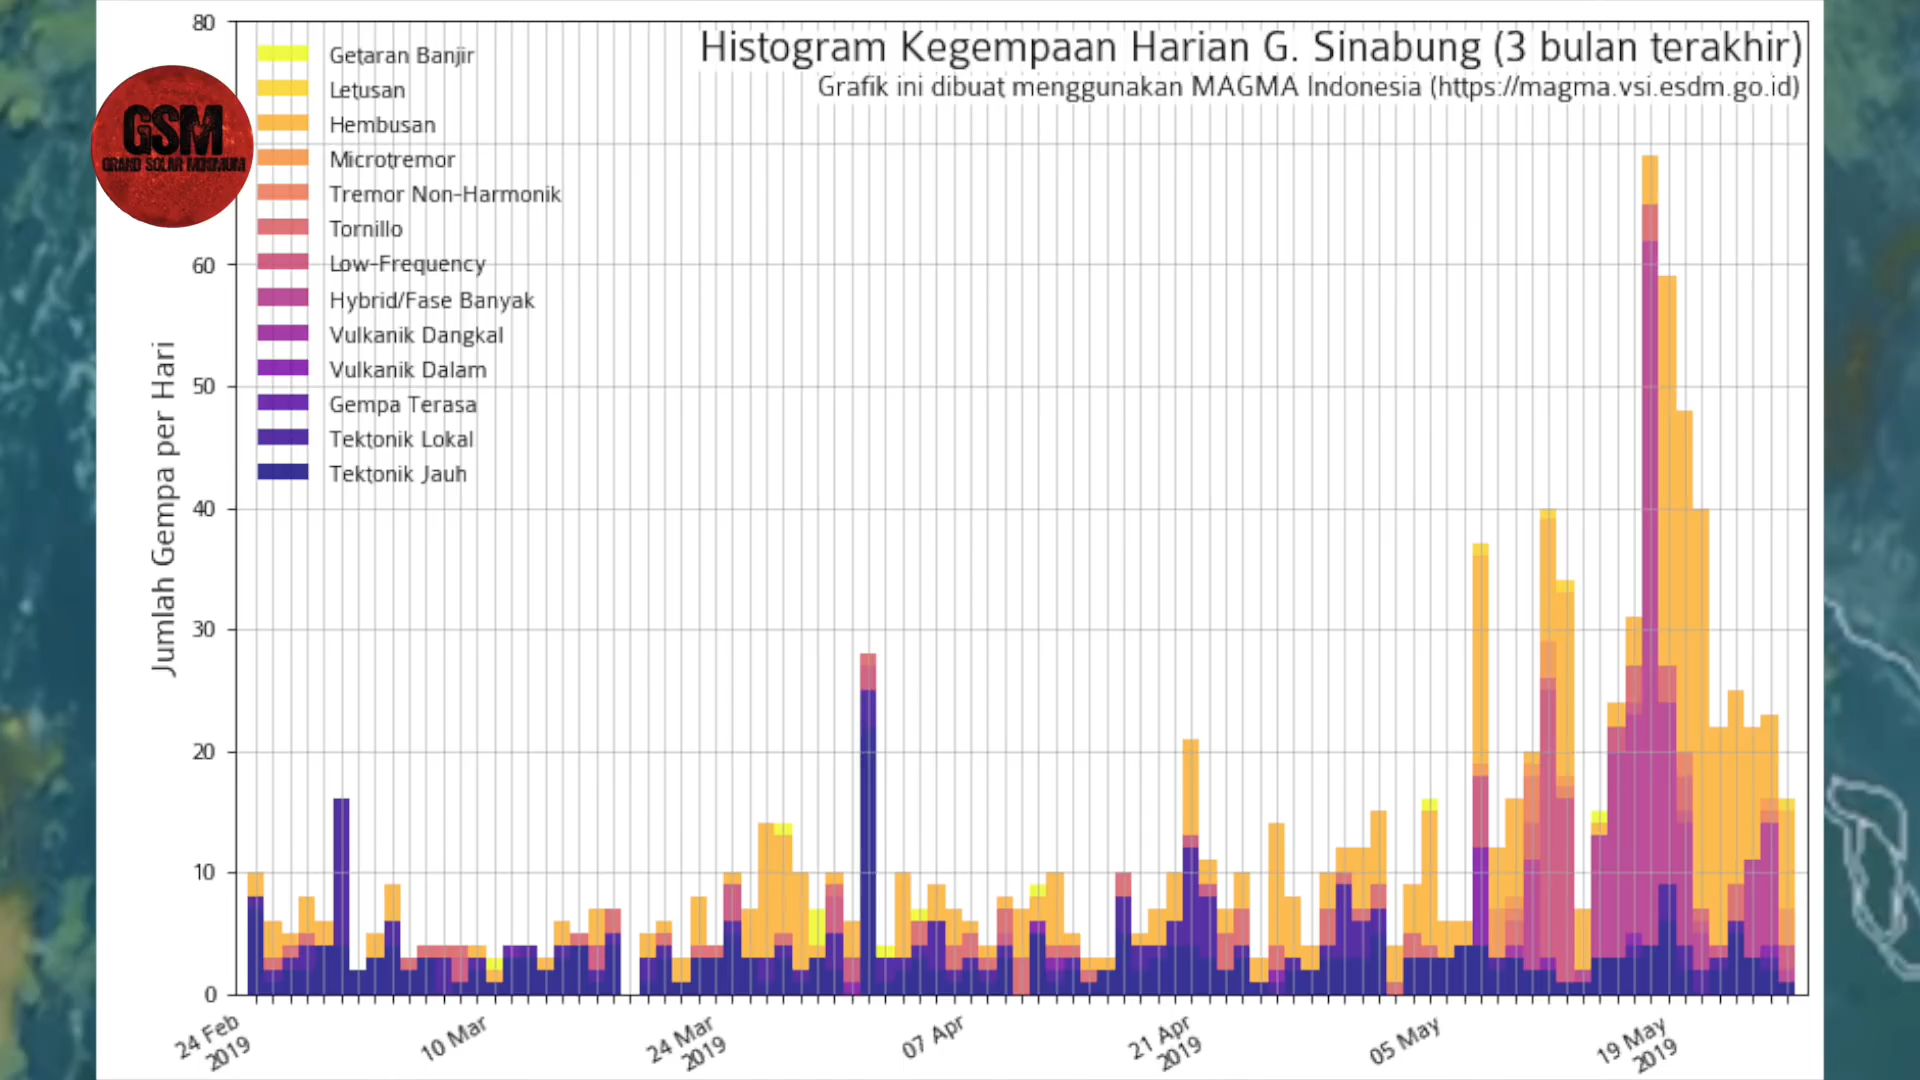 Histogram Kegempaan Harian G. Sinabung (3 bulan terakhir)
Grafik ini dibuat menggunakan MAGMA Indonesia (https://magma.vsi.esdm.go.id)
GSM
GRAND SOLAR MINIMUM
Getaran Banjir
Letusan
Hembusan
Microtremor
Tremor Non-Harmonik
Tornillo
Low-Frequency
Hybrid/Fase Banyak
Vulkanik Dangkal
Vulkanik Dalam
Gempa Terasa
Tektonik Lokal
Tektonik Jauh
Jumlah Gempa per Hari
80
60
50
40
30
20
10
0
24 Feb
2019
10 Mar
24 Mar
2019
07 Apr
21 Apr
2019
05 May
19 May
2019